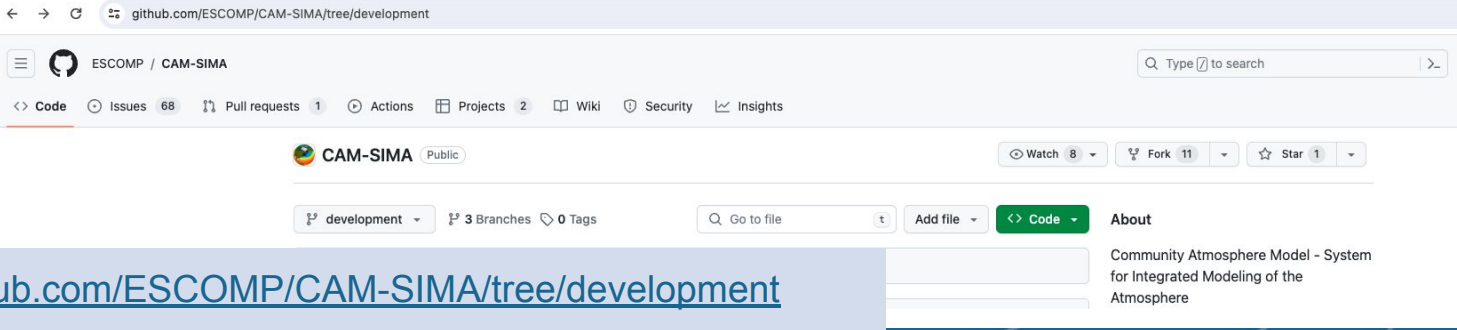 github.com/ESCOMP/CAM-SIMA/tree/development
ESCOMP / CAM-SIMA
Type / to search
<> Code Issues 68 Pull requests 1 Actions Projects 2 Wiki Security Insights
CAM-SIMA Public
Watch 8 Fork 11 Star 1
development 3 Branches 0 Tags Go to file t Add file <> Code About
Community Atmosphere Model - System
for Integrated Modeling of the
Atmosphere
ub.com/ESCOMP/CAM-SIMA/tree/development